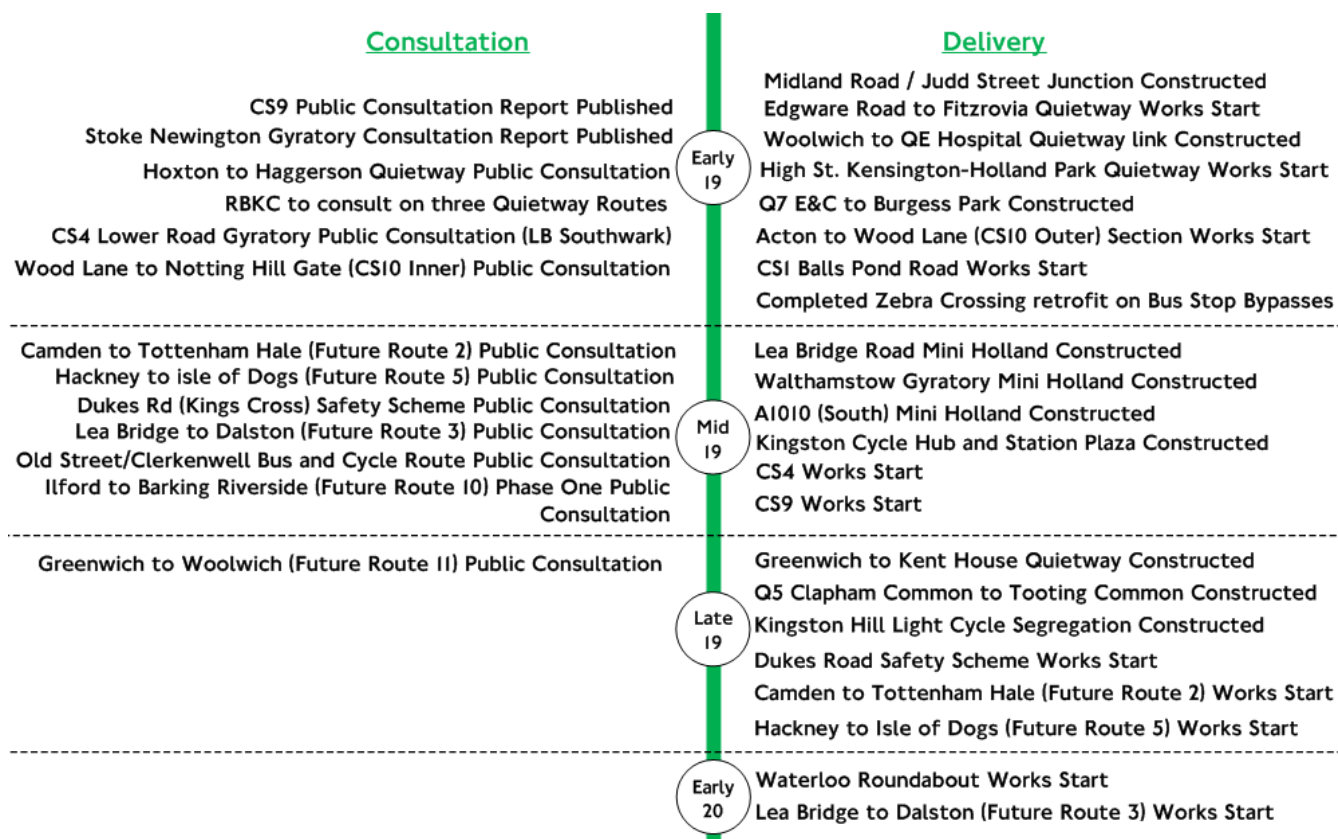 Consultation
CS9 Public Consultation Report Published
Stoke Newington Gyratory Consultation Report Published
Hoxton to Haggerson Quietway Public Consultation
RBKC to consult on three Quietway Routes
CS4 Lower Road Gyratory Public Consultation (LB Southwark)
Wood Lane to Notting Hill Gate (CS10 Inner) Public Consultation
Early
19
Delivery
Midland Road / Judd Street Junction Constructed
Edgware Road to Fitzrovia Quietway Works Start
Woolwich to QE Hospital Quietway link Constructed
High St. Kensington-Holland Park Quietway Works Start
Q7 E&C to Burgess Park Constructed
Acton to Wood Lane (CS10 Outer) Section Works Start
CS1 Balls Pond Road Works Start
Completed Zebra Crossing retrofit on Bus Stop Bypasses
Camden to Tottenham Hale (Future Route 2) Public Consultation
Hackney to isle of Dogs (Future Route 5) Public Consultation
Dukes Rd (Kings Cross) Safety Scheme Public Consultation
Lea Bridge to Dalston (Future Route 3) Public Consultation
Old Street/Clerkenwell Bus and Cycle Route Public Consultation
Ilford to Barking Riverside (Future Route 10) Phase One Public
Consultation
Mid
19
Lea Bridge Road Mini Holland Constructed
Walthamstow Gyratory Mini Holland Constructed
A1010 (South) Mini Holland Constructed
Kingston Cycle Hub and Station Plaza Constructed
CS4 Works Start
CS9 Works Start
Greenwich to Woolwich (Future Route 11) Public Consultation
Late
19
Greenwich to Kent House Quietway Constructed
Q5 Clapham Common to Tooting Common Constructed
Kingston Hill Light Cycle Segregation Constructed
Dukes Road Safety Scheme Works Start
Camden to Tottenham Hale (Future Route 2) Works Start
Hackney to Isle of Dogs (Future Route 5) Works Start
Early
20
Waterloo Roundabout Works Start
Lea Bridge to Dalston (Future Route 3) Works Start